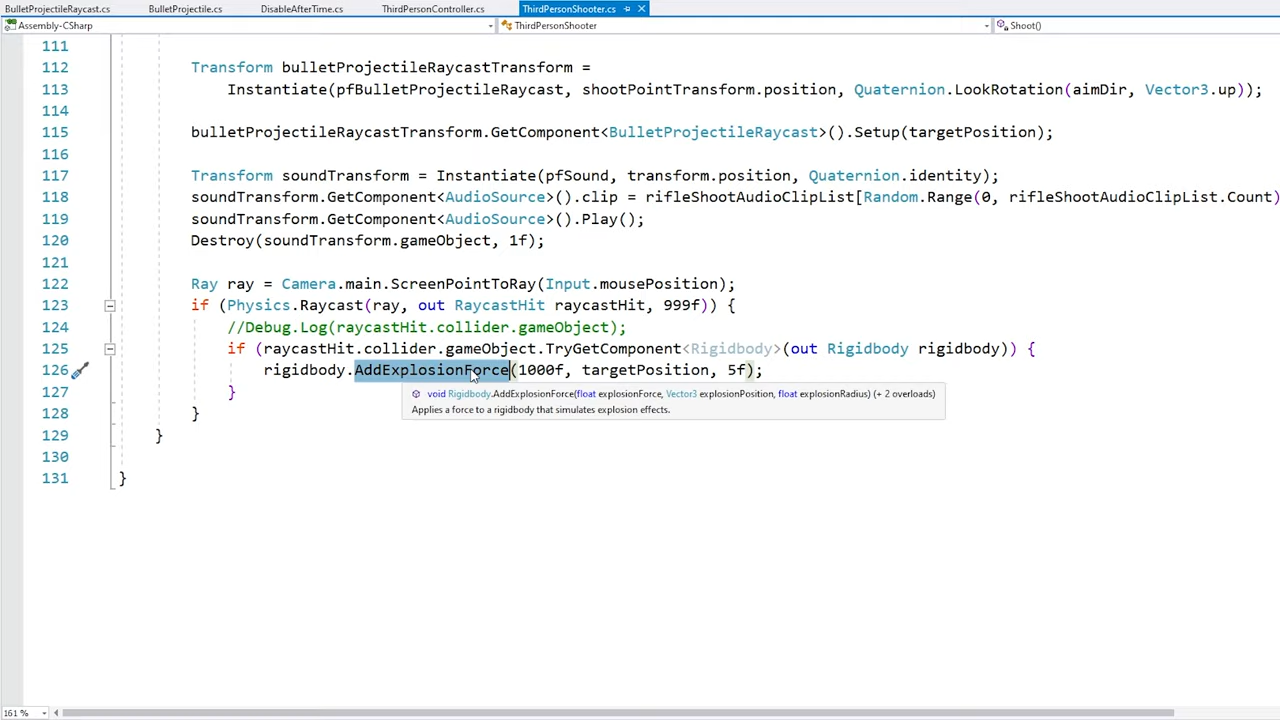 BulletProjectileRaycast.cs BulletProjectile.cs DisableAfterTime.cs ThirdPersonController.cs ThirdPersonShooter.cs
Assembly-CSharp ThirdPersonShooter Shoot()
111
112 Transform bulletProjectileRaycastTransform =
113 Instantiate(pfBulletProjectileRaycast, shootPointTransform.position, Quaternion.LookRotation(aimDir, Vector3.up));
114
115 bulletProjectileRaycastTransform.GetComponent<BulletProjectileRaycast>().Setup(targetPosition);
116
117 Transform soundTransform = Instantiate(pfSound, transform.position, Quaternion.identity);
118 soundTransform.GetComponent<AudioSource>().clip = rifleShootAudioClipList[Random.Range(0, rifleShootAudioClipList.Count)
119 soundTransform.GetComponent<AudioSource>().Play();
120 Destroy(soundTransform.gameObject, 1f);
121
122 Ray ray = Camera.main.ScreenPointToRay(Input.mousePosition);
123 if (Physics.Raycast(ray, out RaycastHit raycastHit, 999f)) {
124 //Debug.Log(raycastHit.collider.gameObject);
125 if (raycastHit.collider.gameObject.TryGetComponent<Rigidbody>(out Rigidbody rigidbody)) {
126 rigidbody.AddExplosionForce(1000f, targetPosition, 5f);
127 }
void Rigidbody.AddExplosionForce(float explosionForce, Vector3 explosionPosition, float explosionRadius) (+ 2 overloads)
Applies a force to a rigidbody that simulates explosion effects.
128 }
129 }
130
131 }
161 %